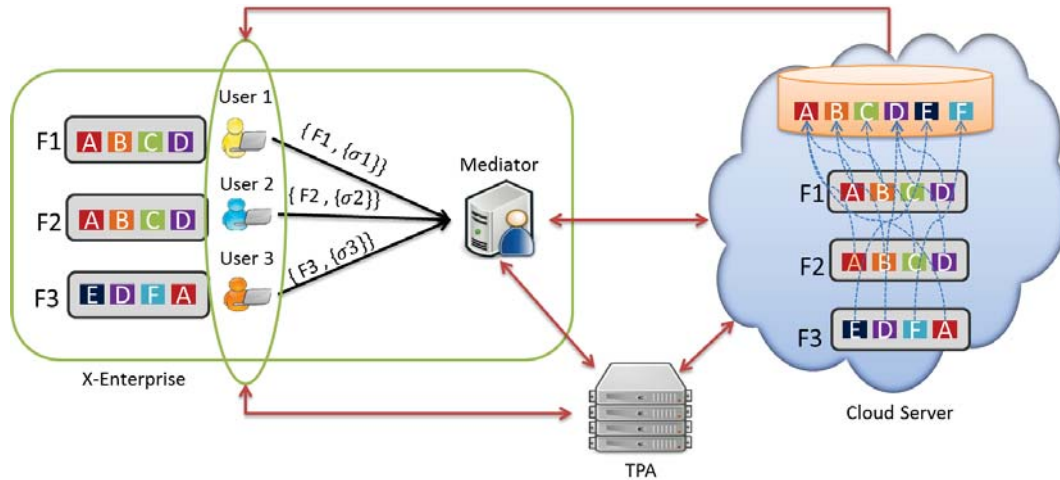 User 1
F1 A B C D
{ F1 , {σ1}}
User 2
F2 A B C D
{ F2 , {σ2}}
User 3
F3 E D F A
{ F3 , {σ3}}
X-Enterprise
Mediator
TPA
A B C D E F
F1 A B C D
F2 A B C D
F3 E D F A
Cloud Server